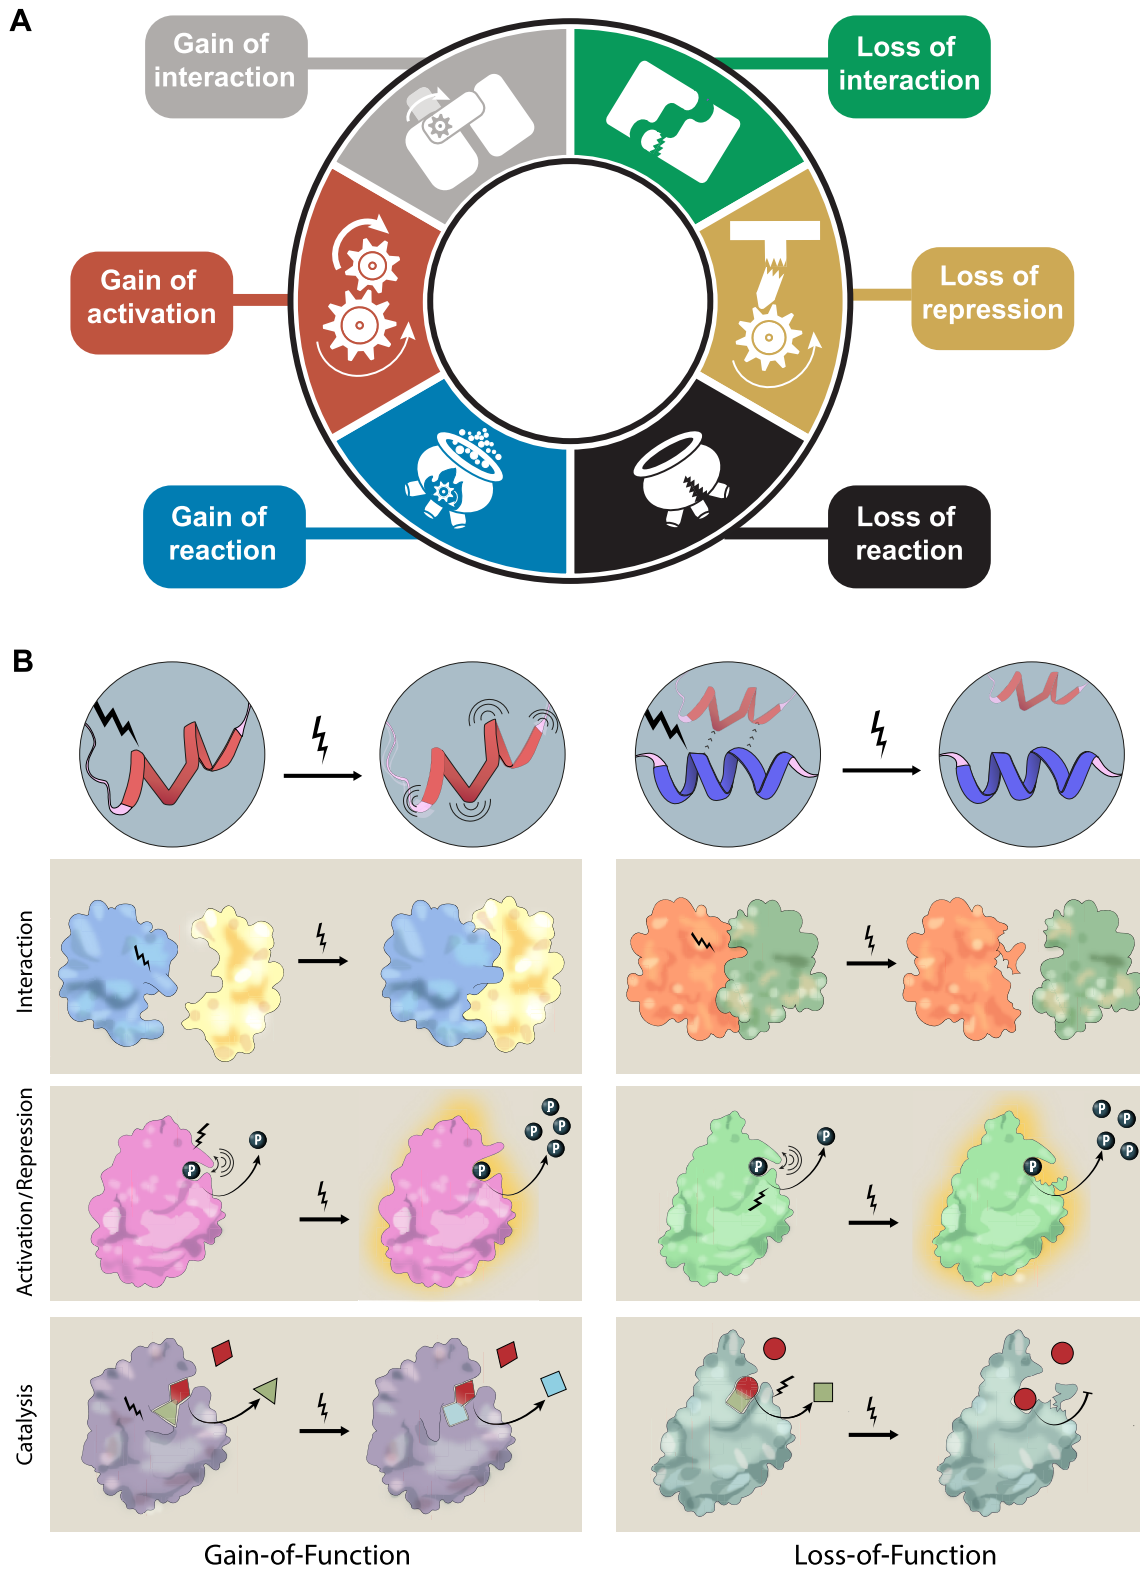 A
Gain of
interaction
Loss of
interaction
Gain of
activation
Loss of
repression
Gain of
reaction
Loss of
reaction
B
Interaction
Activation/Repression
P
P
P
P
P
P
P
P
P
P
P
P
P
P
Catalysis
Gain-of-Function
Loss-of-Function